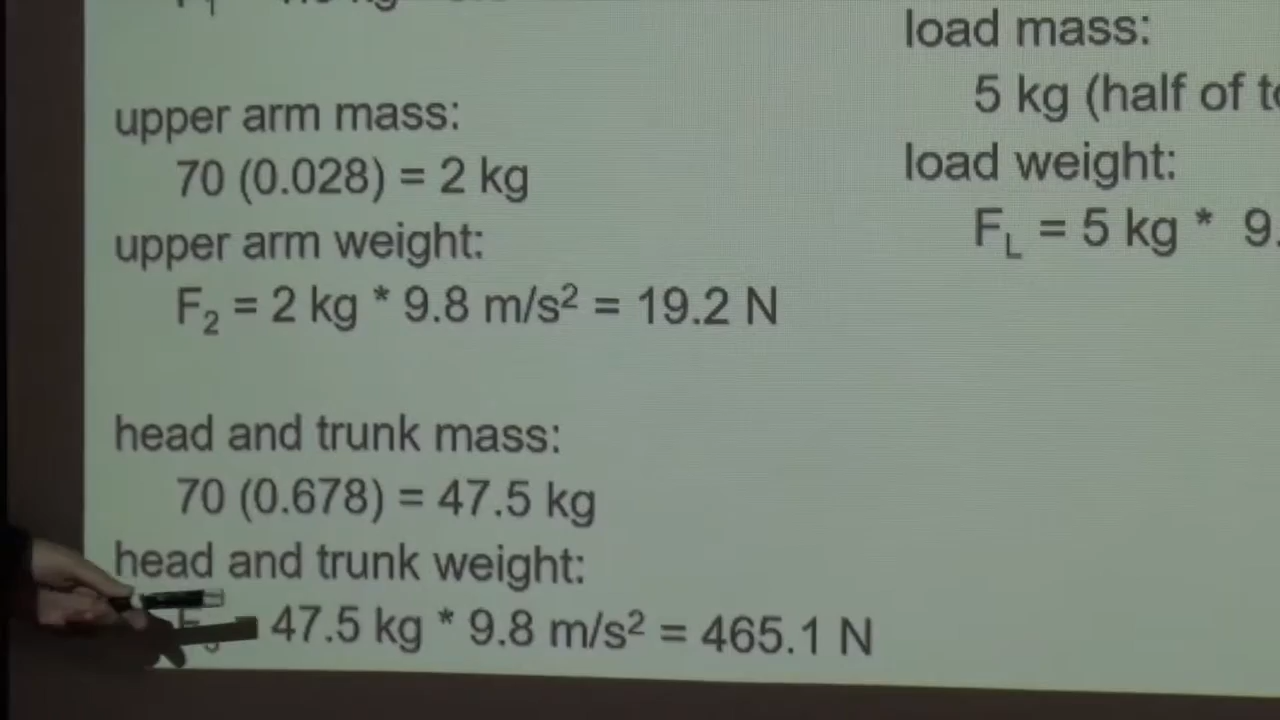 upper arm mass:
70 (0.028) = 2 kg
upper arm weight:
F2 = 2 kg * 9.8 m/s² = 19.2 N
head and trunk mass:
70 (0.678) = 47.5 kg
head and trunk weight:
47.5 kg * 9.8 m/s² = 465.1 N
load mass:
5 kg (half of
load weight:
FL = 5 kg * 9.